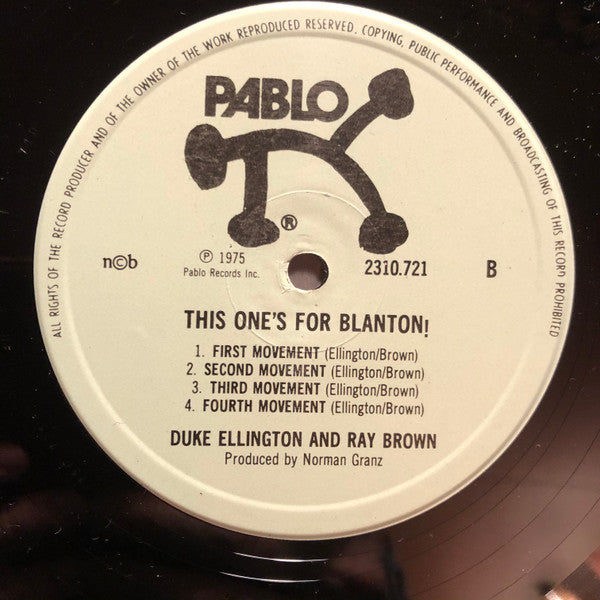 ALL RIGHTS OF THE RECORD PRODUCER AND OF THE OWNER OF THE WORK REPRODUCED RESERVED. COPYING, PUBLIC PERFORMANCE AND BROADCASTING OF THIS RECORD PROHIBITED
PABLO
®
n©b
℗ 1975
Pablo Records Inc.
2310.721
B
THIS ONE'S FOR BLANTON!
1. FIRST MOVEMENT (Ellington/Brown)
2. SECOND MOVEMENT (Ellington/Brown)
3. THIRD MOVEMENT (Ellington/Brown)
4. FOURTH MOVEMENT (Ellington/Brown)
DUKE ELLINGTON AND RAY BROWN
Produced by Norman Granz